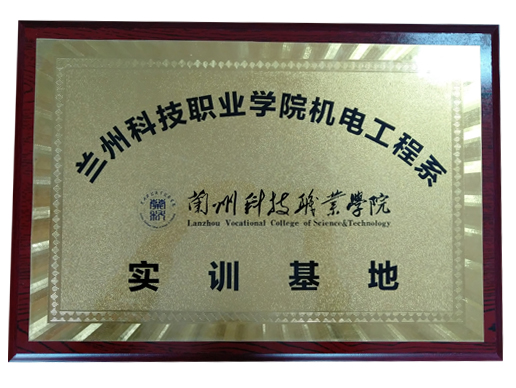 兰州科技职业学院机电工程系
蘭州科技職業學院
Lanzhou Vocational College of Science&Technology
实训基地